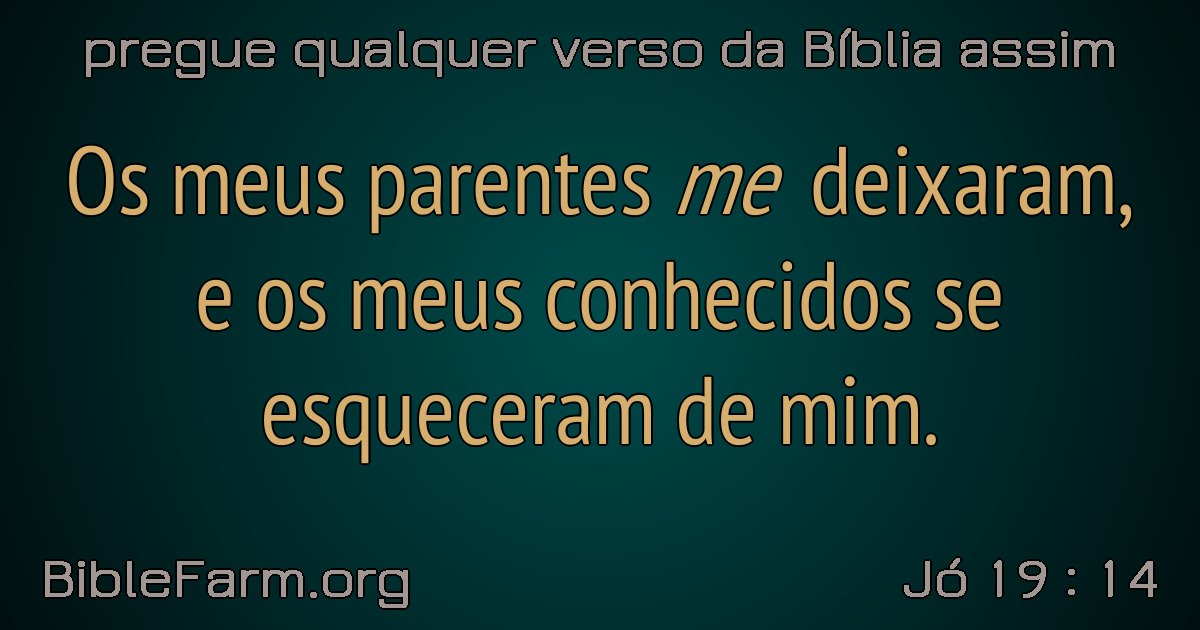 pregue qualquer verso da Bíblia assim
Os meus parentes me deixaram,
e os meus conhecidos se
esqueceram de mim.
BibleFarm.org
Jó 19 : 14